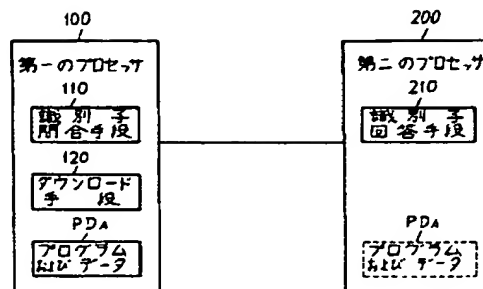 100
第一のプロセッサ
110
識別子
問合手段
120
ダウンロード
手段
PDA
プログラム
およびデータ
200
第二のプロセッサ
210
識別子
回答手段
PDA
プログラム
およびデータ